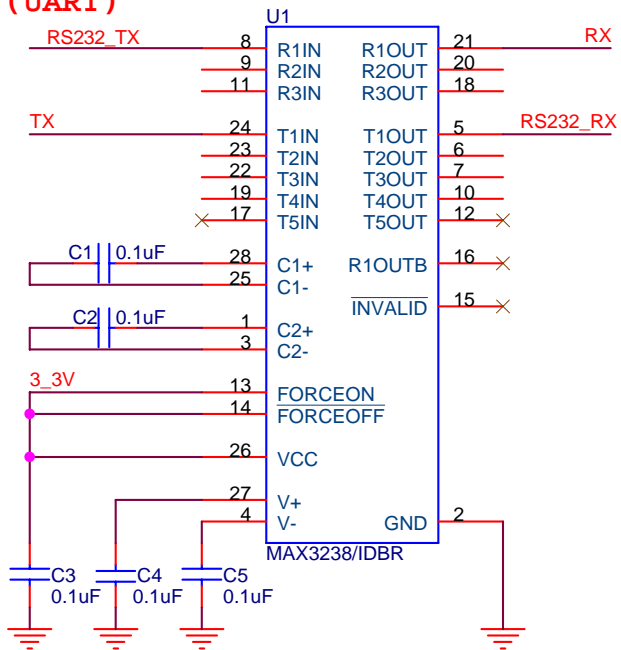 (UART)
U1
RS232_TX 8 R1IN R1OUT 21 RX
9 R2IN R2OUT 20
11 R3IN R3OUT 18
TX 24 T1IN T1OUT 5 RS232_RX
23 T2IN T2OUT 6
22 T3IN T3OUT 7
19 T4IN T4OUT 10
17 T5IN T5OUT 12
C1 0.1uF 28 C1+ R1OUTB 16
25 C1-
INVALID 15
C2 0.1uF 1 C2+
3 C2-
3_3V 13 FORCEON
14 FORCEOFF
26 VCC
27 V+
4 V- GND 2
MAX3238/IDBR
C3 C4 C5
0.1uF 0.1uF 0.1uF